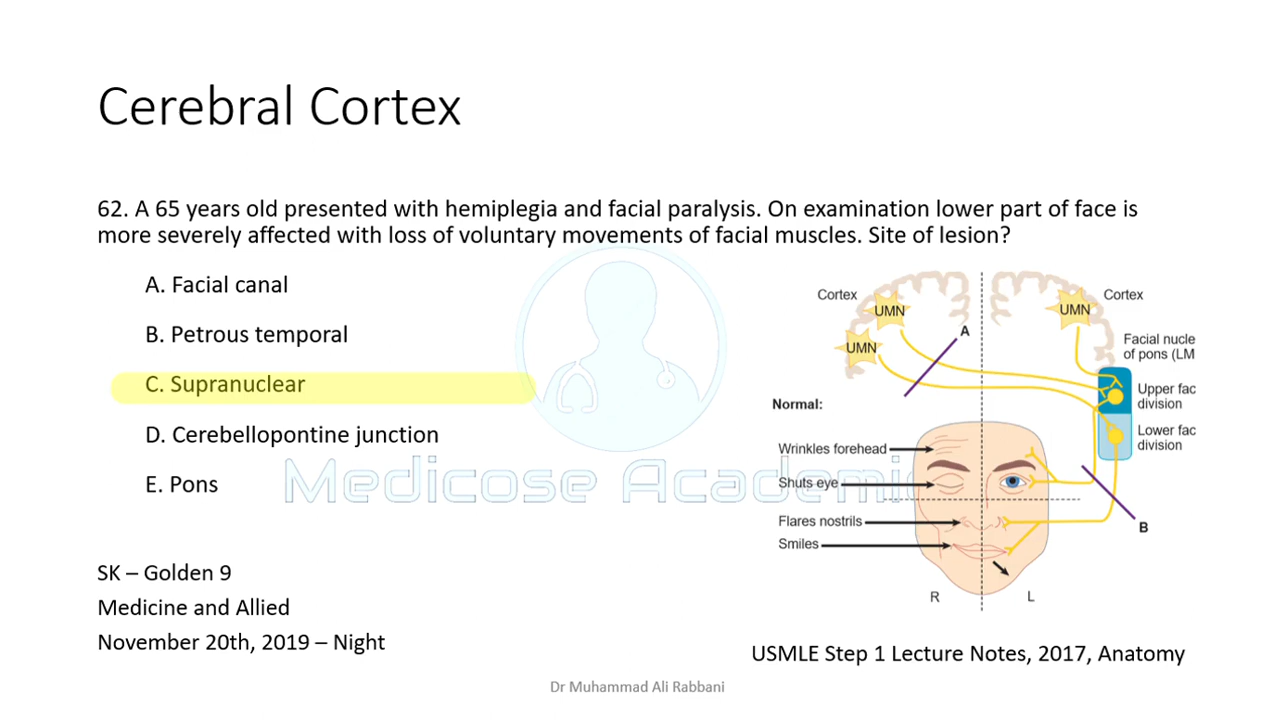 Cerebral Cortex
62. A 65 years old presented with hemiplegia and facial paralysis. On examination lower part of face is
more severely affected with loss of voluntary movements of facial muscles. Site of lesion?
A. Facial canal
B. Petrous temporal
C. Supranuclear
D. Cerebellopontine junction
E. Pons
SK – Golden 9
Medicine and Allied
November 20th, 2019 – Night
Cortex
Cortex
UMN
UMN
UMN
A
Facial nucle
of pons (LM
Upper fac
division
Lower fac
division
Normal:
Wrinkles forehead
Shuts eye
Flares nostrils
Smiles
B
R
L
Medicose Academi
USMLE Step 1 Lecture Notes, 2017, Anatomy
Dr Muhammad Ali Rabbani